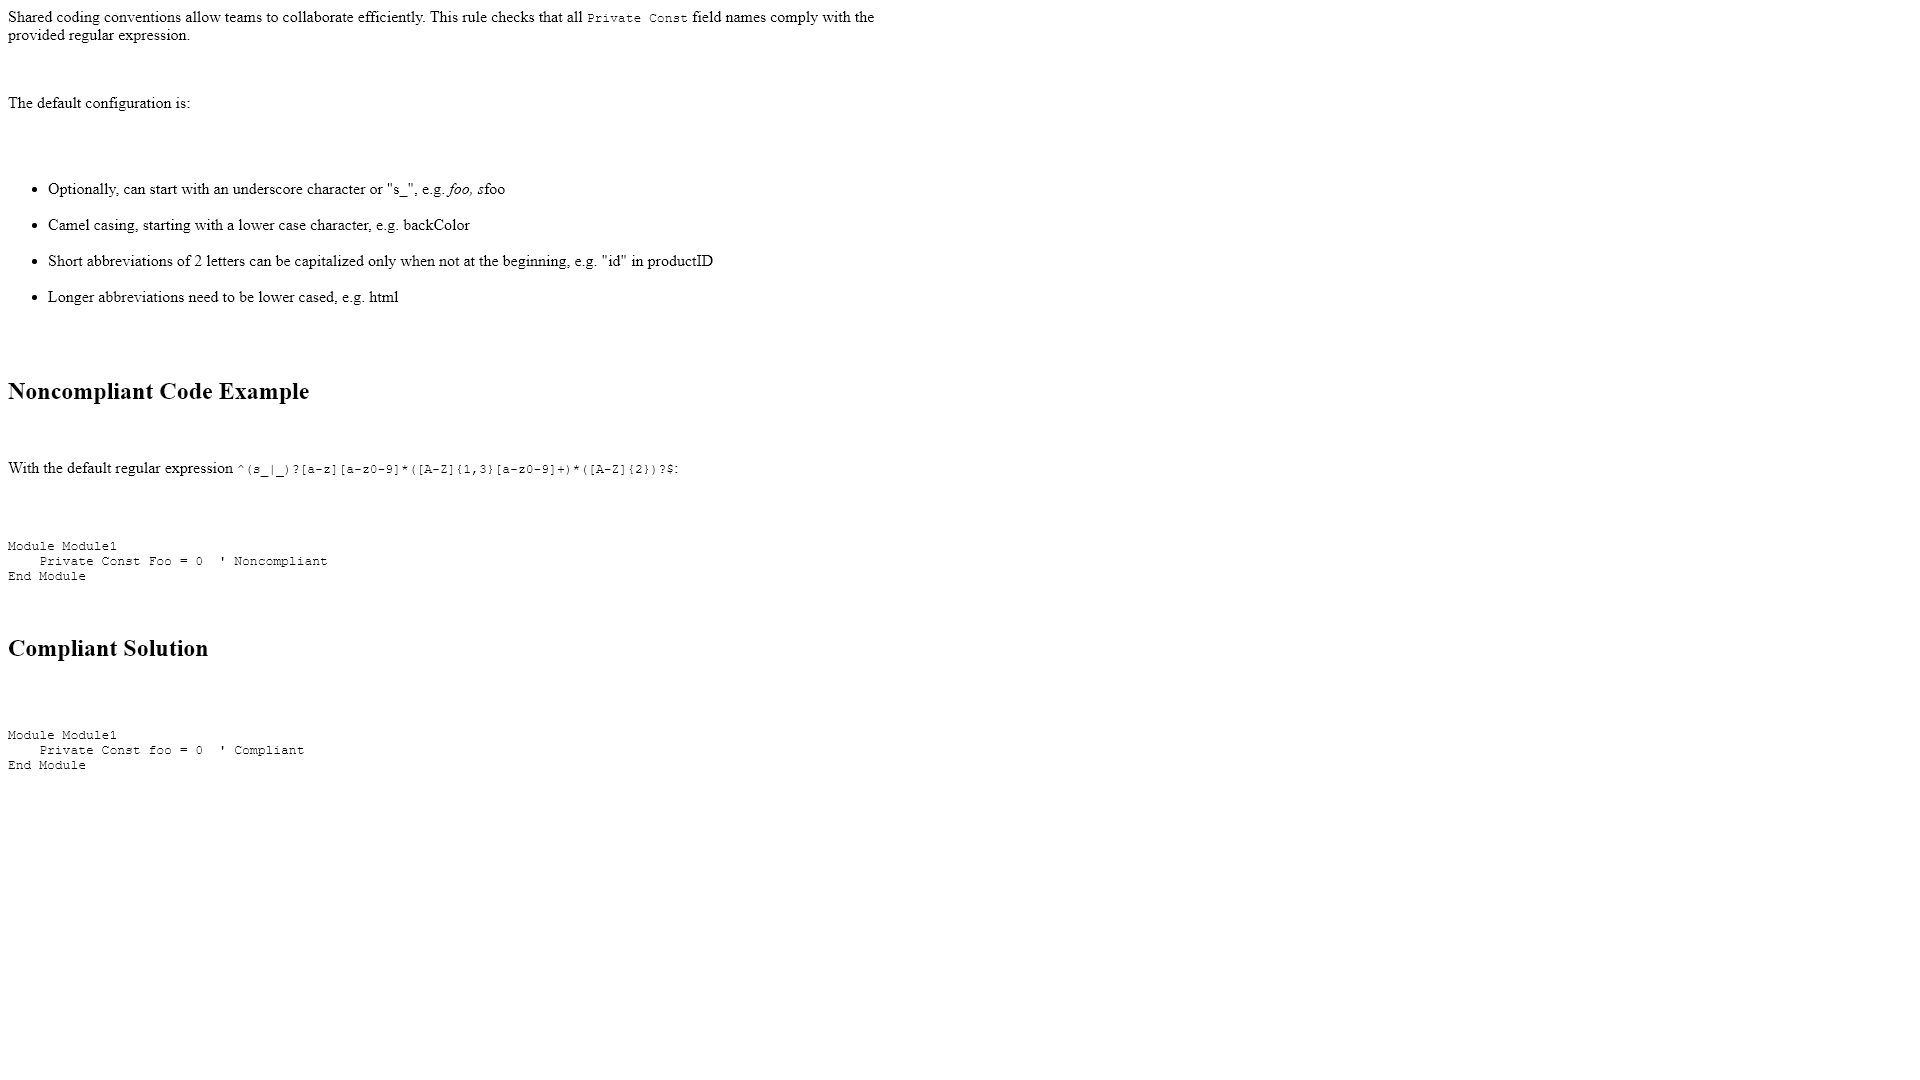 Shared coding conventions allow teams to collaborate efficiently. This rule checks that all Private Const field names comply with the
provided regular expression.
The default configuration is:
• Optionally, can start with an underscore character or "s_", e.g. foo, sfoo
• Camel casing, starting with a lower case character, e.g. backColor
• Short abbreviations of 2 letters can be capitalized only when not at the beginning, e.g. "id" in productID
• Longer abbreviations need to be lower cased, e.g. html
Noncompliant Code Example
With the default regular expression ^(s_|_)?[a-z][a-z0-9]*([A-Z]{1,3}[a-z0-9]+)*([A-Z]{2})?$:
Module Module1
    Private Const Foo = 0  ' Noncompliant
End Module
Compliant Solution
Module Module1
    Private Const foo = 0  ' Compliant
End Module